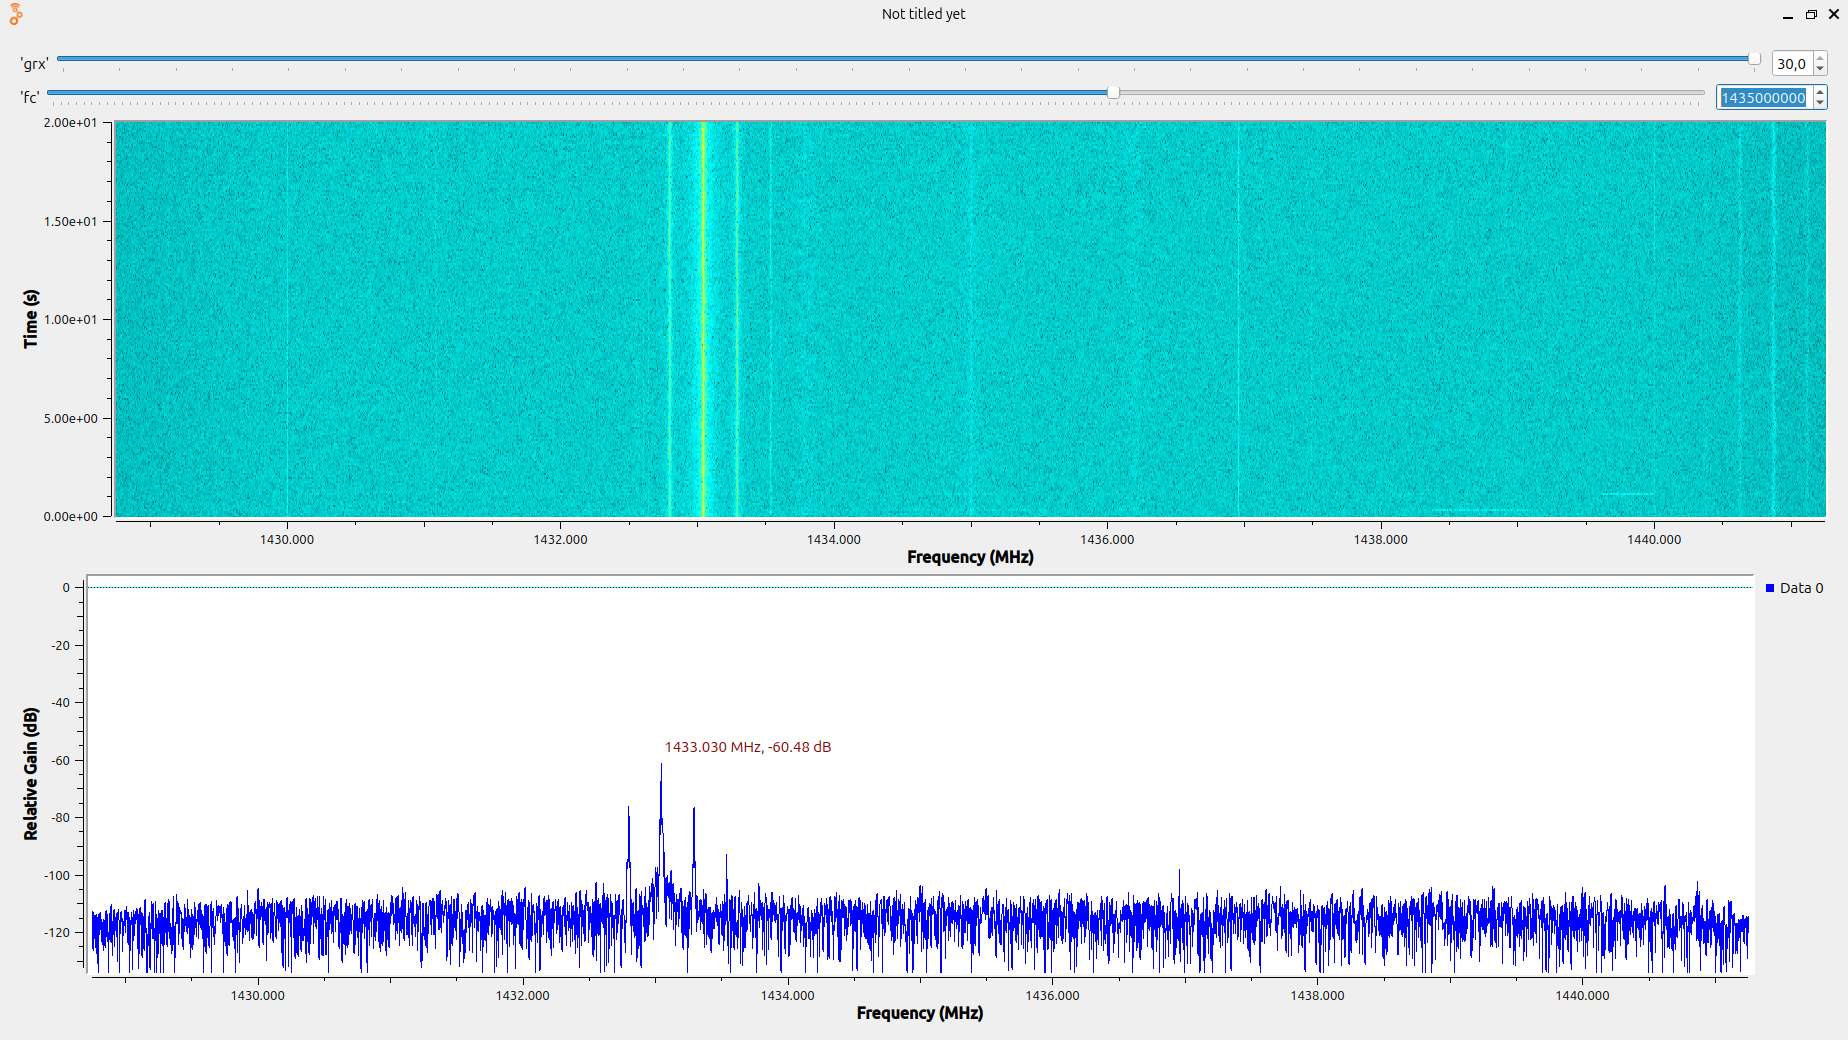 Not titled yet
'grx'
30,0
'fc'
1435000000
2.00e+01
1.50e+01
1.00e+01
5.00e+00
0.00e+00
Time (s)
1430.000 1432.000 1434.000 1436.000 1438.000 1440.000
Frequency (MHz)
0
-20
-40
-60
-80
-100
-120
Relative Gain (dB)
1433.030 MHz, -60.48 dB
Data 0
1430.000 1432.000 1434.000 1436.000 1438.000 1440.000
Frequency (MHz)